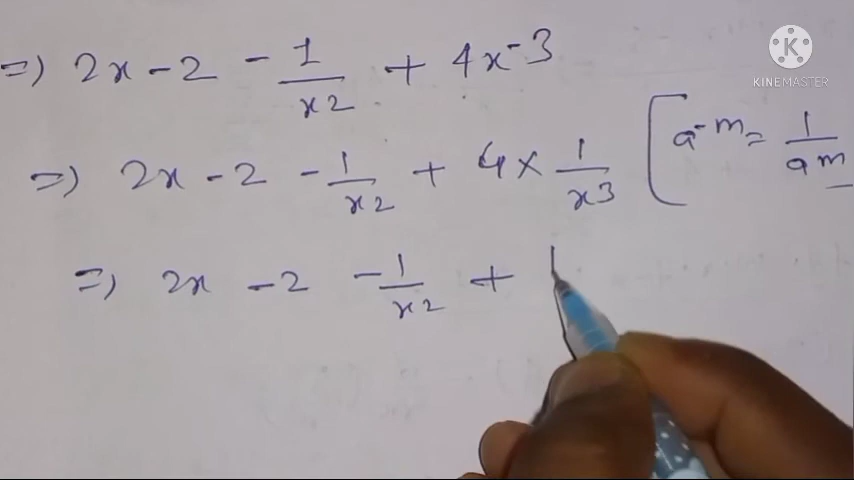 ⇒) 2x - 2 - 1/x2 + 4x-3
⇒) 2x - 2 - 1/x2 + 4 × 1/x3 [ a-m = 1/am
⇒) 2x - 2 - 1/x2 +
K
KINEMASTER